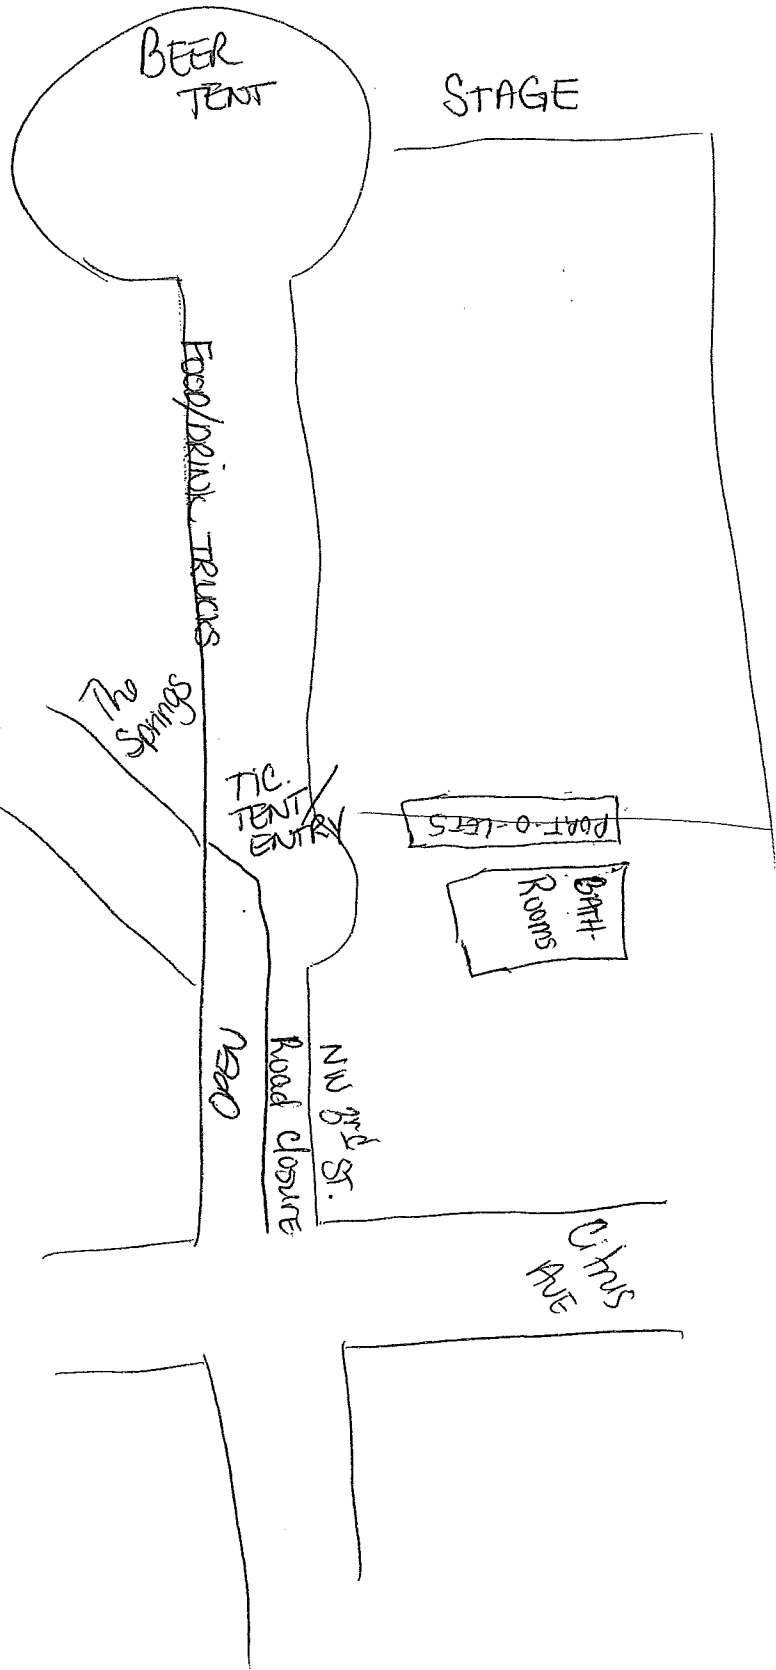 BEER
TENT
STAGE
FOOD/DRINK TRUCKS
The
Springs
TIC.
TENT/
ENTRY
PORT-O-LETS
BATH-
Rooms
Road Closure
NW 3rd ST.
Citrus
AVE